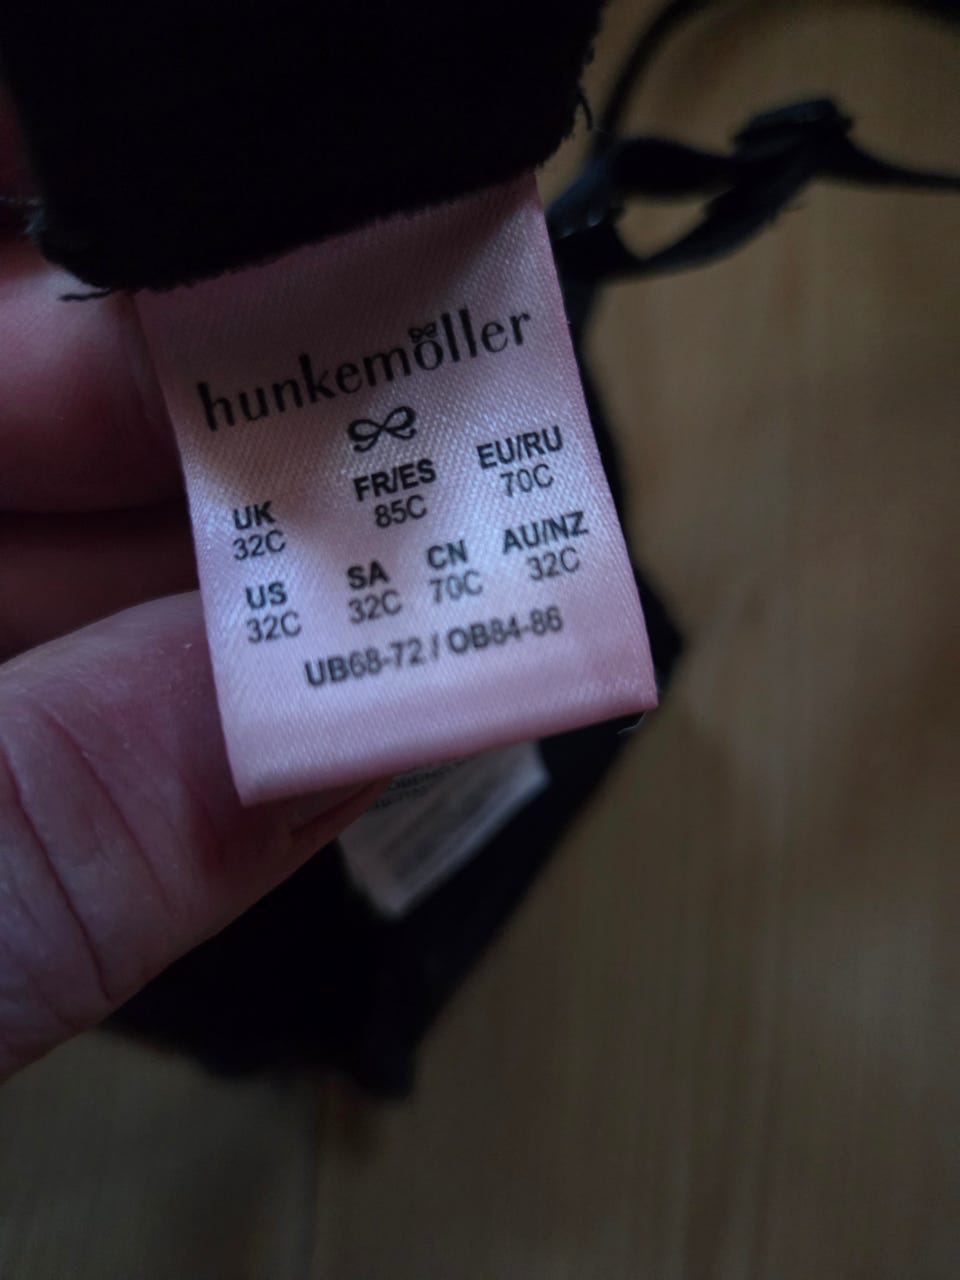 hunkemöller
UK FR/ES EU/RU
32C 85C 70C
US SA CN AU/NZ
32C 32C 70C 32C
UB68-72 / OB84-86